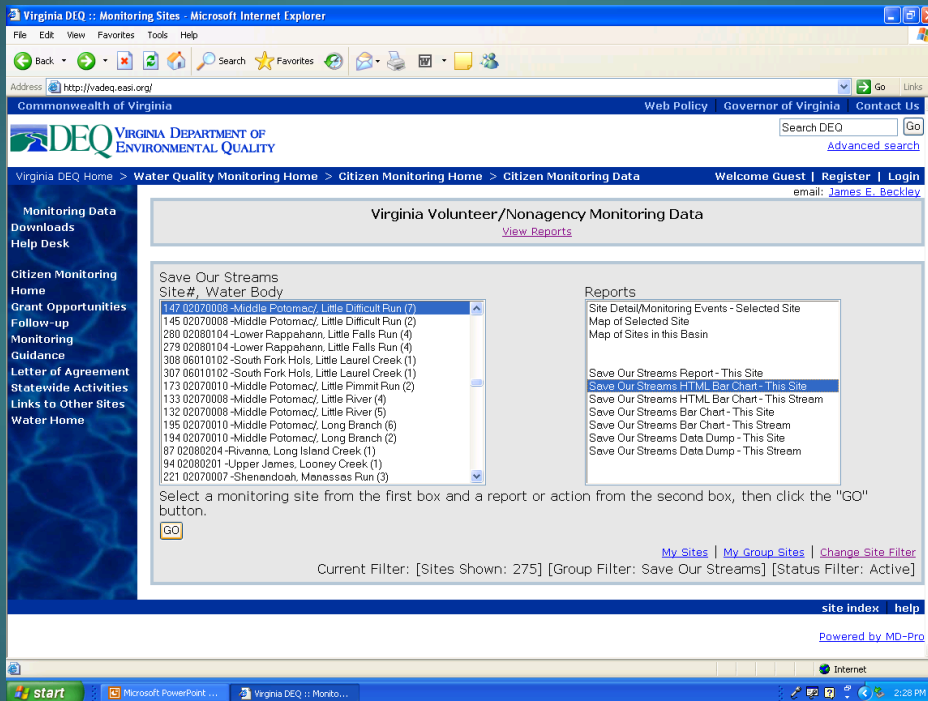 Virginia DEQ :: Monitoring Sites - Microsoft Internet Explorer
File Edit View Favorites Tools Help
Back Search Favorites
Address http://vadeq.easi.org/ Go Links
Commonwealth of Virginia Web Policy Governor of Virginia Contact Us
DEQ VIRGINIA DEPARTMENT OF
ENVIRONMENTAL QUALITY
Search DEQ Go
Advanced search
Virginia DEQ Home > Water Quality Monitoring Home > Citizen Monitoring Home > Citizen Monitoring Data Welcome Guest | Register | Login
email: James E. Beckley
Monitoring Data
Downloads
Help Desk
Citizen Monitoring
Home
Grant Opportunities
Follow-up
Monitoring
Guidance
Letter of Agreement
Statewide Activities
Links to Other Sites
Water Home
Virginia Volunteer/Nonagency Monitoring Data
View Reports
Save Our Streams
Site#, Water Body
147 02070008 -Middle Potomac/, Little Difficult Run (7)
145 02070008 -Middle Potomac/, Little Difficult Run (2)
280 02080104 -Lower Rappahann, Little Falls Run (4)
279 02080104 -Lower Rappahann, Little Falls Run (4)
308 06010102 -South Fork Hols, Little Laurel Creek (1)
307 06010102 -South Fork Hols, Little Laurel Creek (1)
173 02070010 -Middle Potomac/, Little Pimmit Run (2)
133 02070008 -Middle Potomac/, Little River (4)
132 02070008 -Middle Potomac/, Little River (5)
195 02070010 -Middle Potomac/, Long Branch (6)
194 02070010 -Middle Potomac/, Long Branch (2)
87 02080204 -Rivanna, Long Island Creek (1)
94 02080201 -Upper James, Looney Creek (1)
221 02070007 -Shenandoah, Manassas Run (3)
Reports
Site Detail/Monitoring Events - Selected Site
Map of Selected Site
Map of Sites in this Basin
Save Our Streams Report - This Site
Save Our Streams HTML Bar Chart - This Site
Save Our Streams HTML Bar Chart - This Stream
Save Our Streams Bar Chart - This Site
Save Our Streams Bar Chart - This Stream
Save Our Streams Data Dump - This Site
Save Our Streams Data Dump - This Stream
Select a monitoring site from the first box and a report or action from the second box, then click the "GO"
button.
GO
My Sites | My Group Sites | Change Site Filter
Current Filter: [Sites Shown: 275] [Group Filter: Save Our Streams] [Status Filter: Active]
site index help
Powered by MD-Pro
Internet
start Microsoft PowerPoint ... Virginia DEQ :: Monito... 2:28 PM